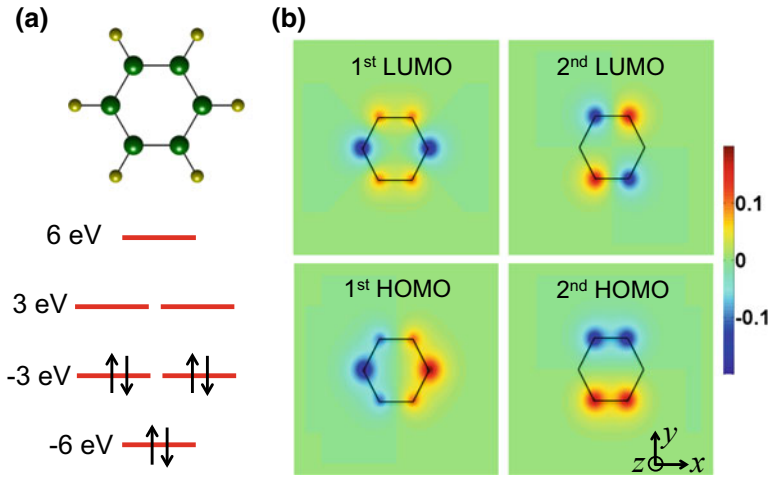 (a)
6 eV
3 eV
-3 eV
-6 eV
(b)
1st LUMO
2nd LUMO
1st HOMO
2nd HOMO
0.1
0
-0.1
y
z
x